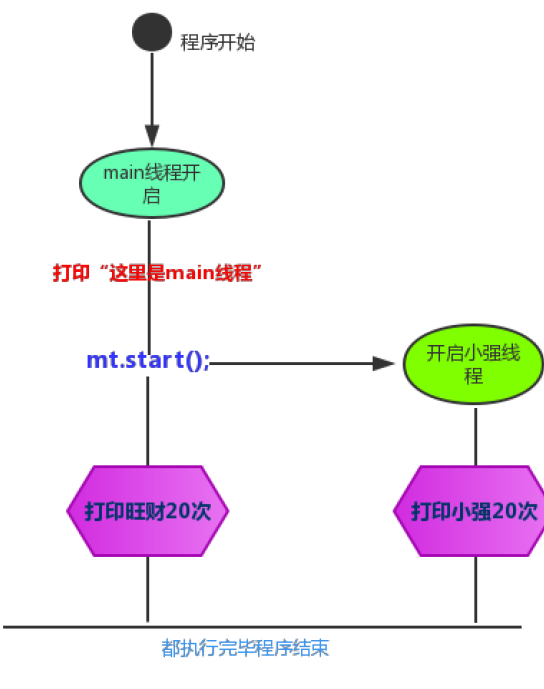 程序开始
main线程开
启
打印“这里是main线程”
mt.start();
开启小强线
程
打印旺财20次
打印小强20次
都执行完毕程序结束